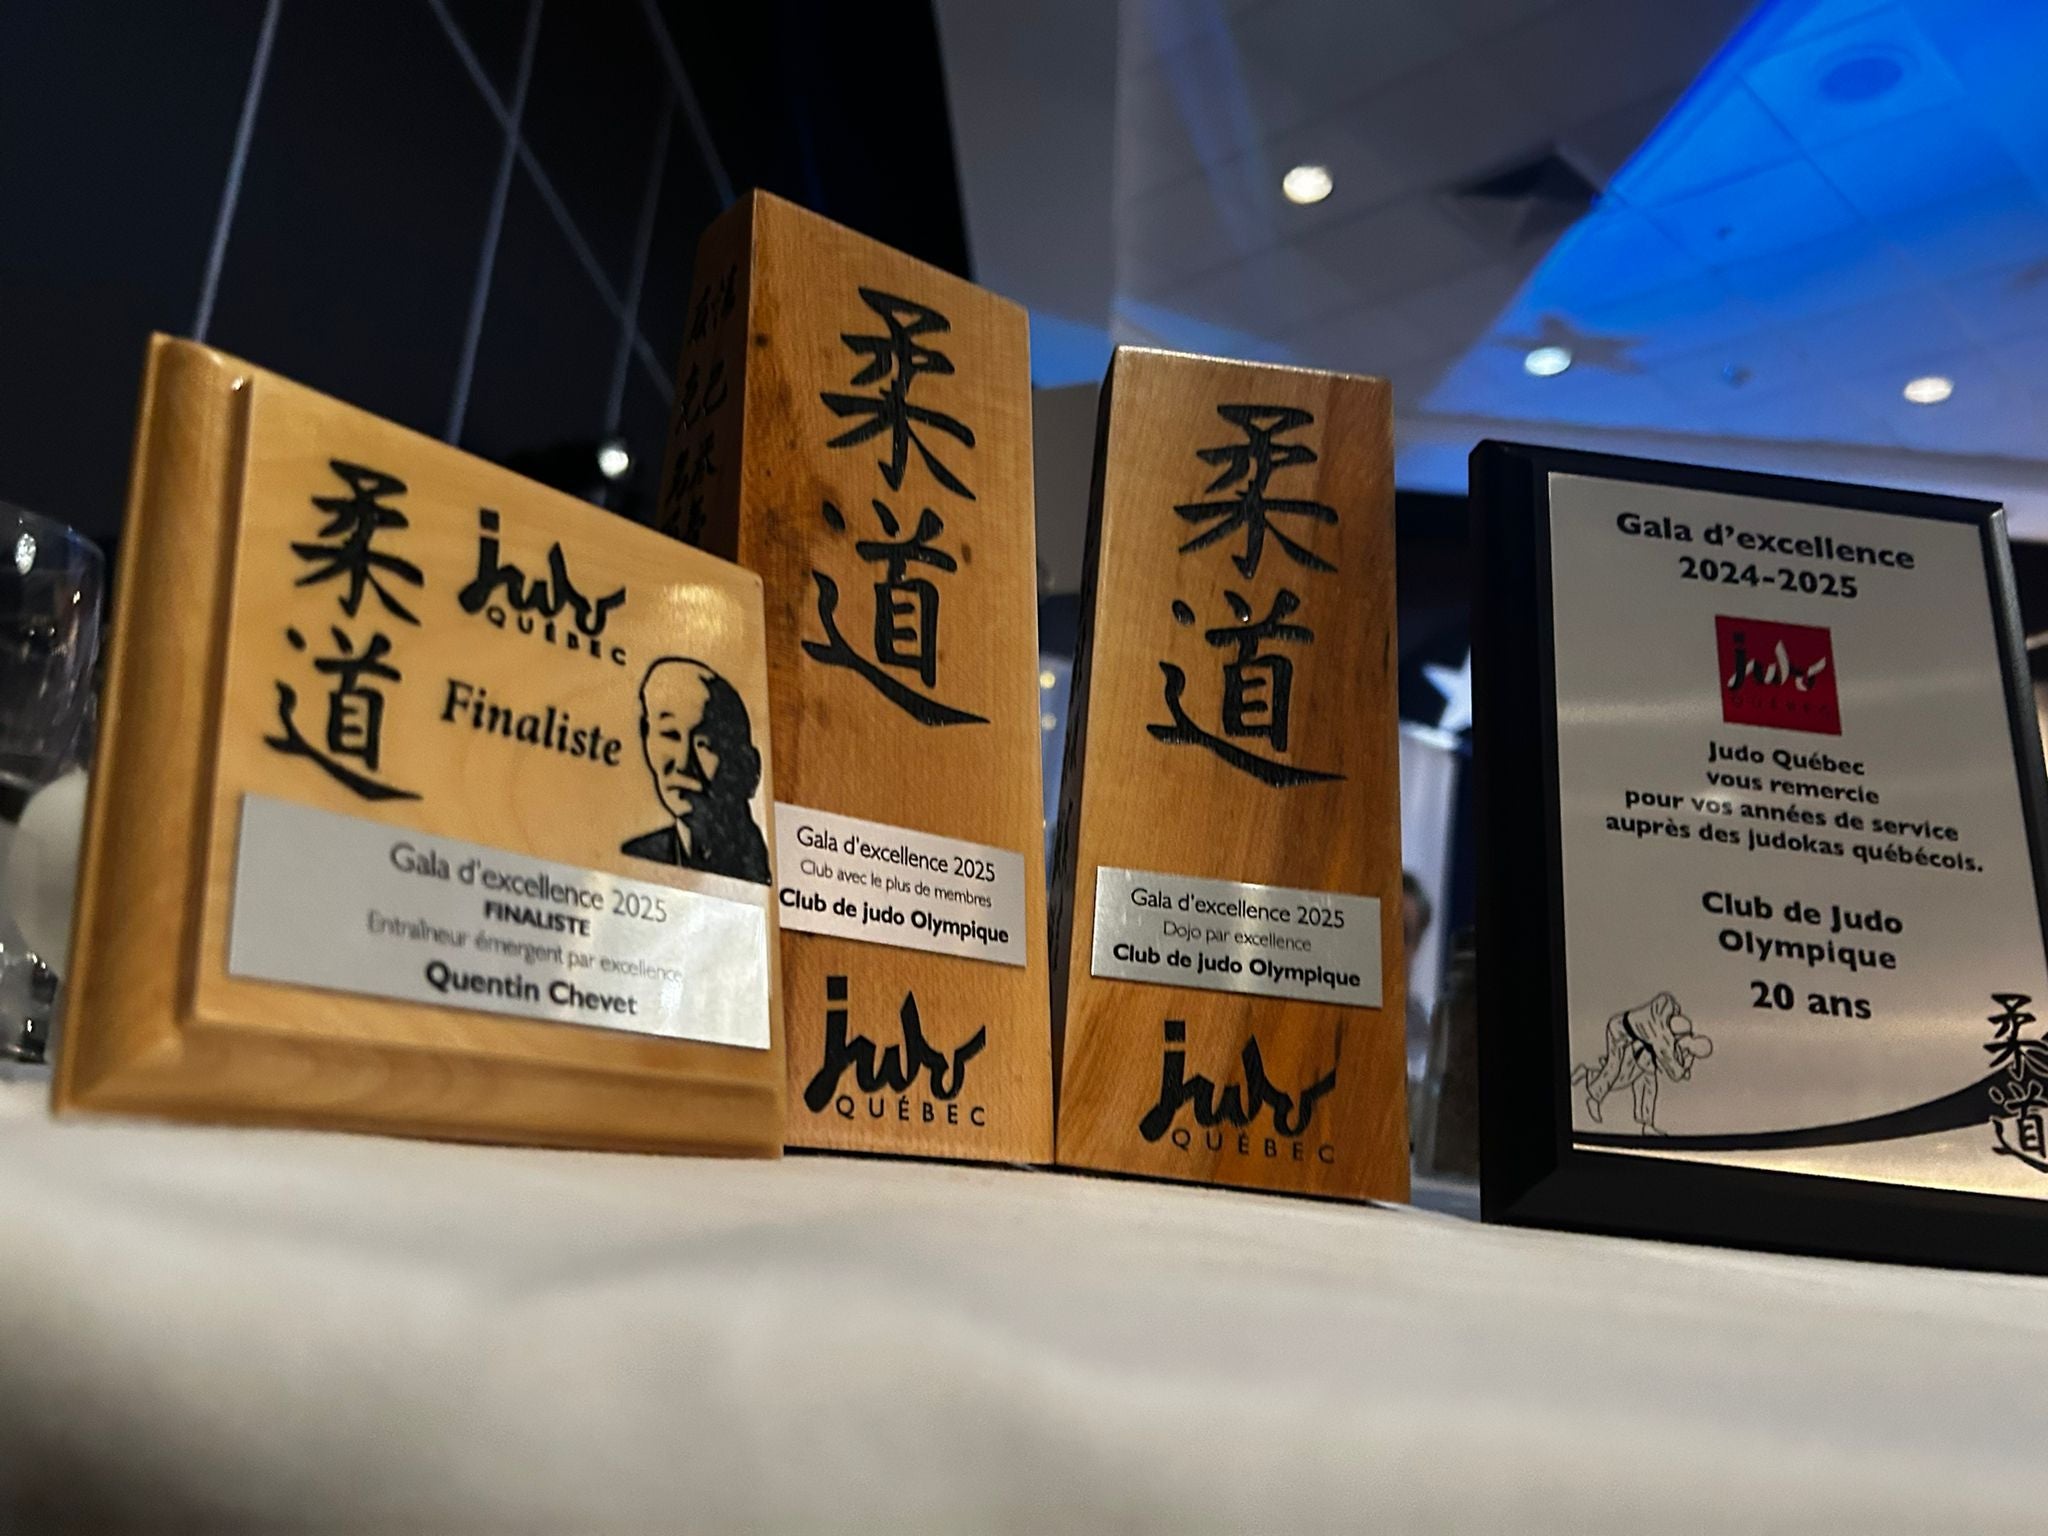 柔道
judo
QUÉBEC
Finaliste
Gala d'excellence 2025
FINALISTE
Entraîneur émergent par excellence
Quentin Chevet
柔道
Gala d'excellence 2025
Club avec le plus de membres
Club de judo Olympique
judo
QUÉBEC
柔道
Gala d'excellence 2025
Dojo par excellence
Club de judo Olympique
judo
QUÉBEC
Gala d'excellence
2024-2025
judo
QUÉBEC
Judo Québec
vous remercie
pour vos années de service
auprès des judokas québécois.
Club de Judo
Olympique
20 ans
柔道